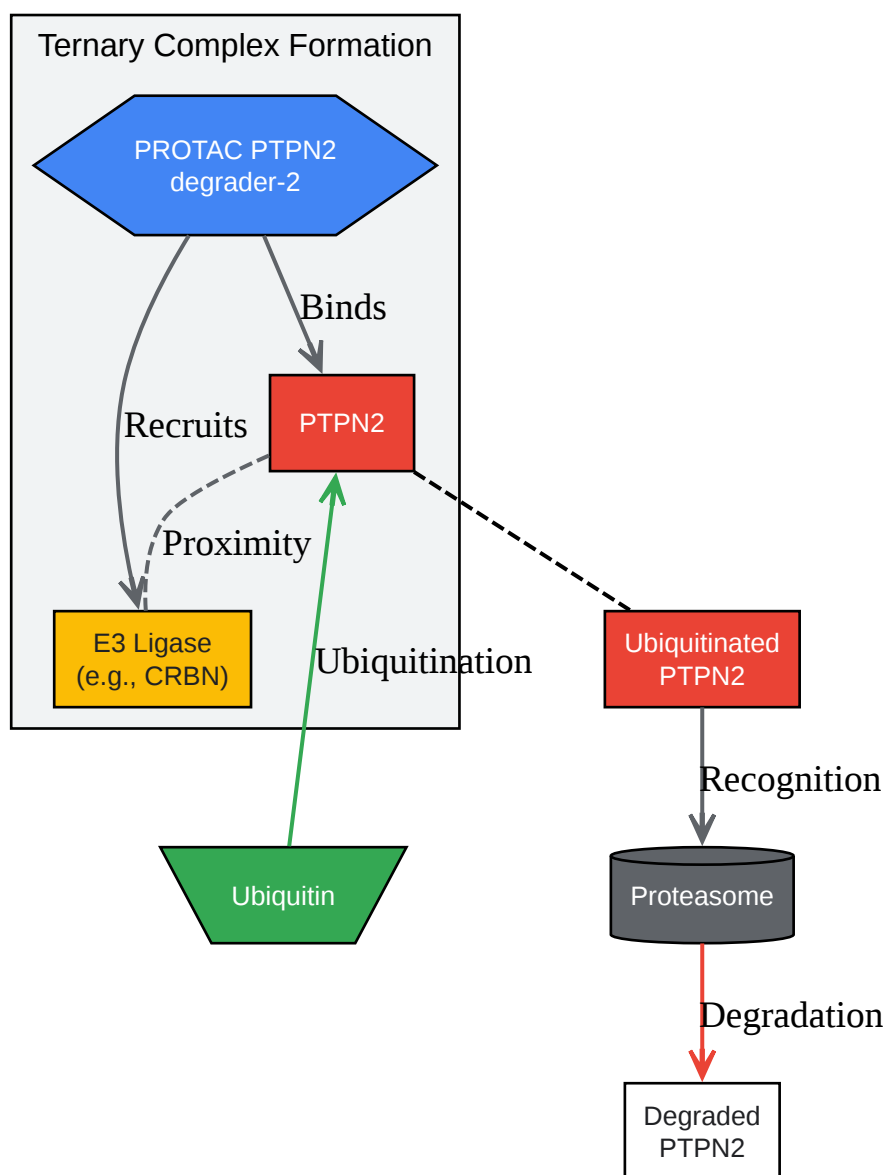 Ternary Complex Formation
PROTAC PTPN2
degrader-2
Binds
Recruits
PTPN2
Proximity
E3 Ligase
(e.g., CRBN)
Ubiquitination
Ubiquitinated
PTPN2
Recognition
Ubiquitin
Proteasome
Degradation
Degraded
PTPN2